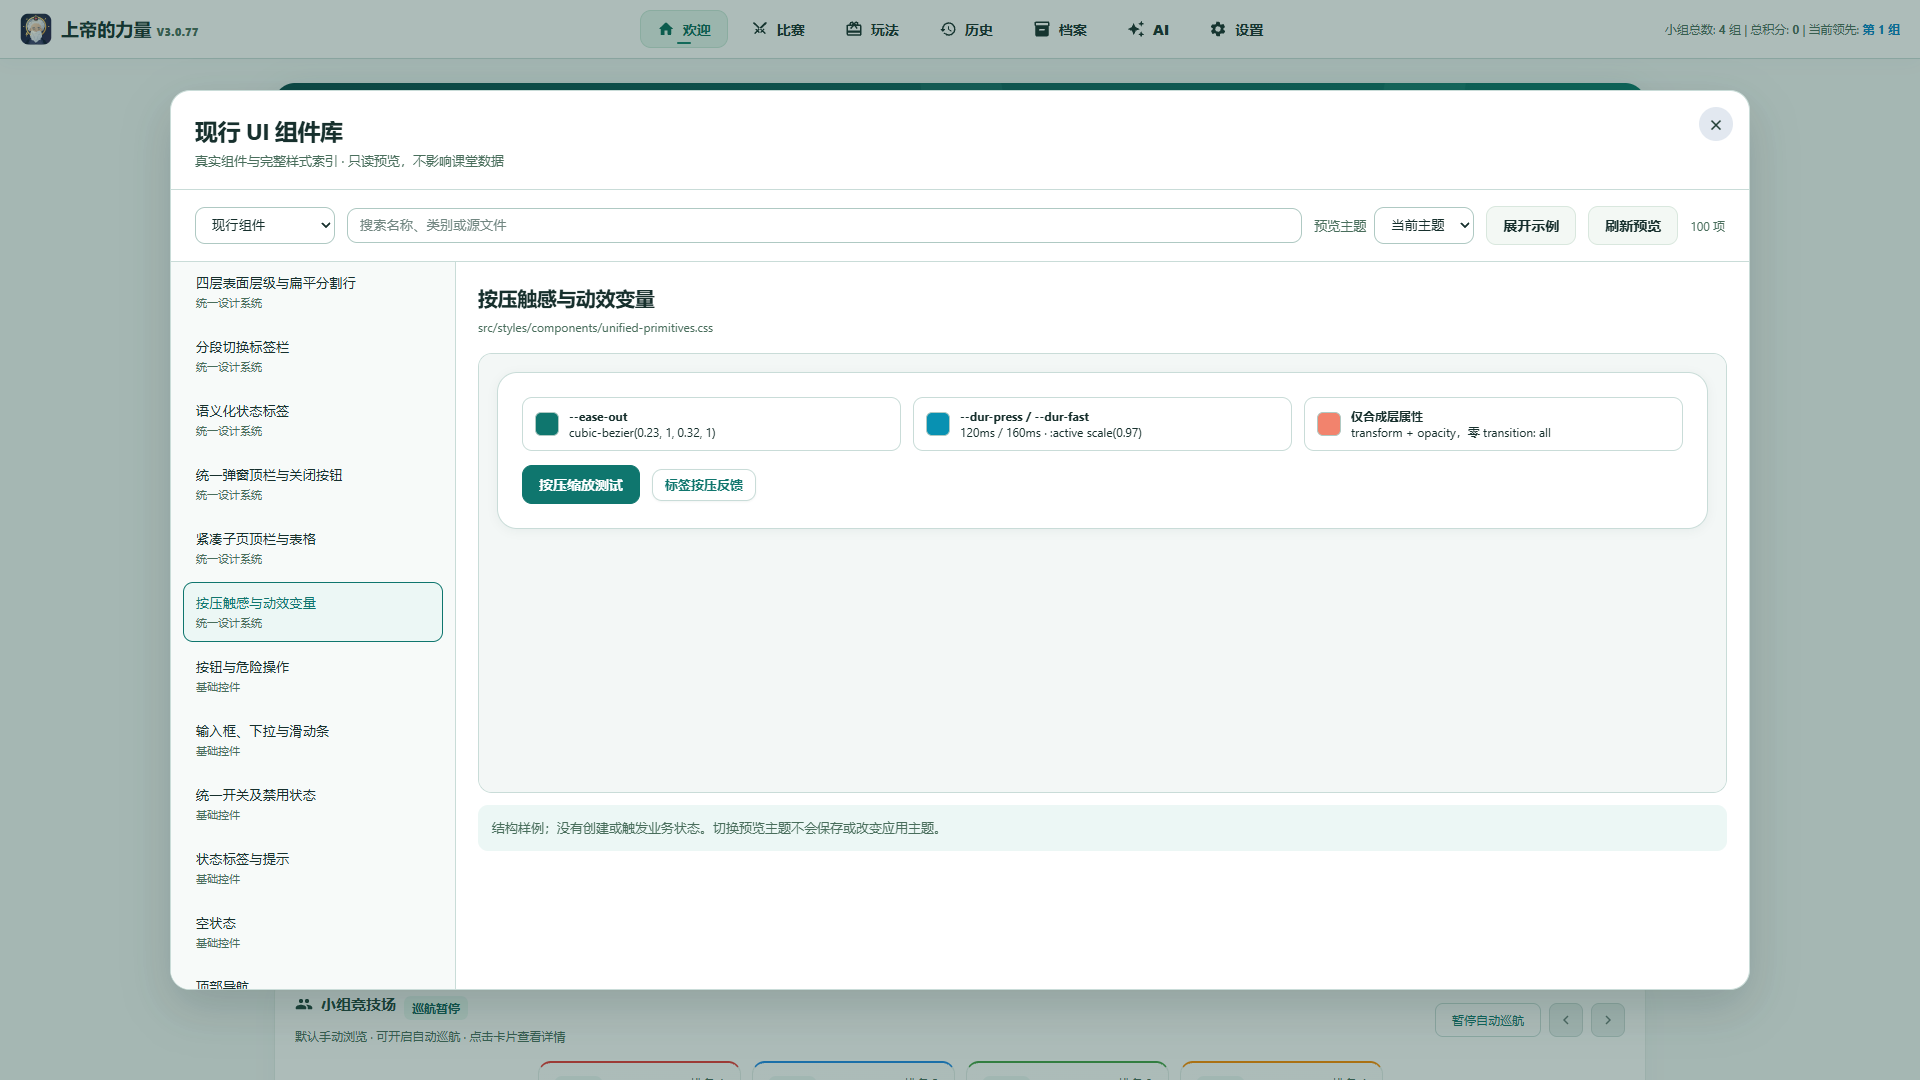 上帝的力量 V3.0.77
欢迎
比赛
玩法
历史
档案
AI
设置
小组总数: 4 组 | 总积分: 0 | 当前领先: 第 1 组
现行 UI 组件库
真实组件与完整样式索引 · 只读预览，不影响课堂数据
现行组件
搜索名称、类别或源文件
预览主题
当前主题
展开示例
刷新预览
100 项
四层表面层级与扁平分割行
统一设计系统
分段切换标签栏
统一设计系统
语义化状态标签
统一设计系统
统一弹窗顶栏与关闭按钮
统一设计系统
紧凑子页顶栏与表格
统一设计系统
按压触感与动效变量
统一设计系统
按钮与危险操作
基础控件
输入框、下拉与滑动条
基础控件
统一开关及禁用状态
基础控件
状态标签与提示
基础控件
空状态
基础控件
顶部导航
按压触感与动效变量
src/styles/components/unified-primitives.css
--ease-out
cubic-bezier(0.23, 1, 0.32, 1)
--dur-press / --dur-fast
120ms / 160ms · :active scale(0.97)
仅合成层属性
transform + opacity，零 transition: all
按压缩放测试
标签按压反馈
结构样例；没有创建或触发业务状态。切换预览主题不会保存或改变应用主题。
小组竞技场
巡航暂停
默认手动浏览 · 可开启自动巡航 · 点击卡片查看详情
暂停自动巡航